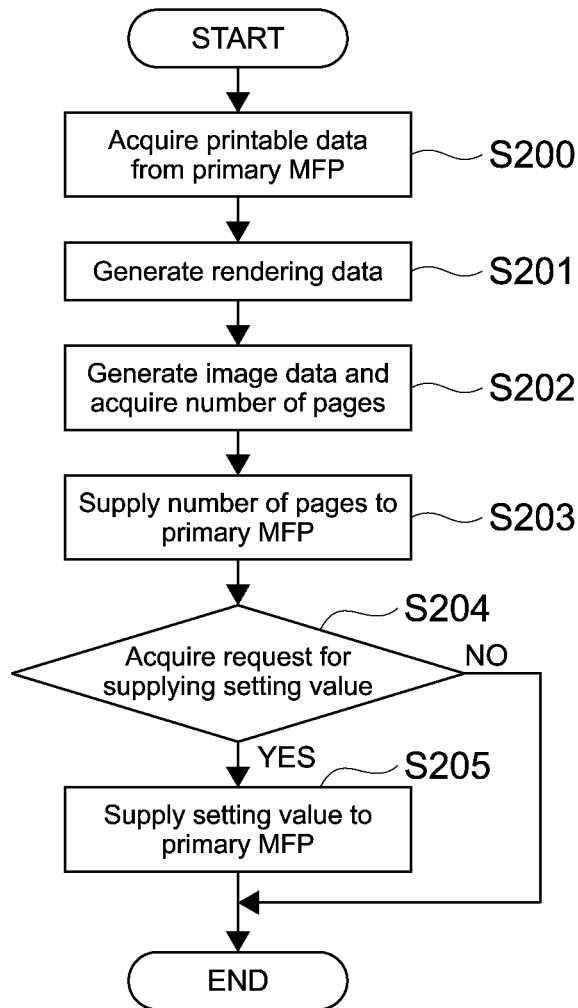 START
Acquire printable data
from primary MFP
S200
Generate rendering data
S201
Generate image data and
acquire number of pages
S202
Supply number of pages to
primary MFP
S203
S204
Acquire request for
supplying setting value
NO
YES
S205
Supply setting value to
primary MFP
END